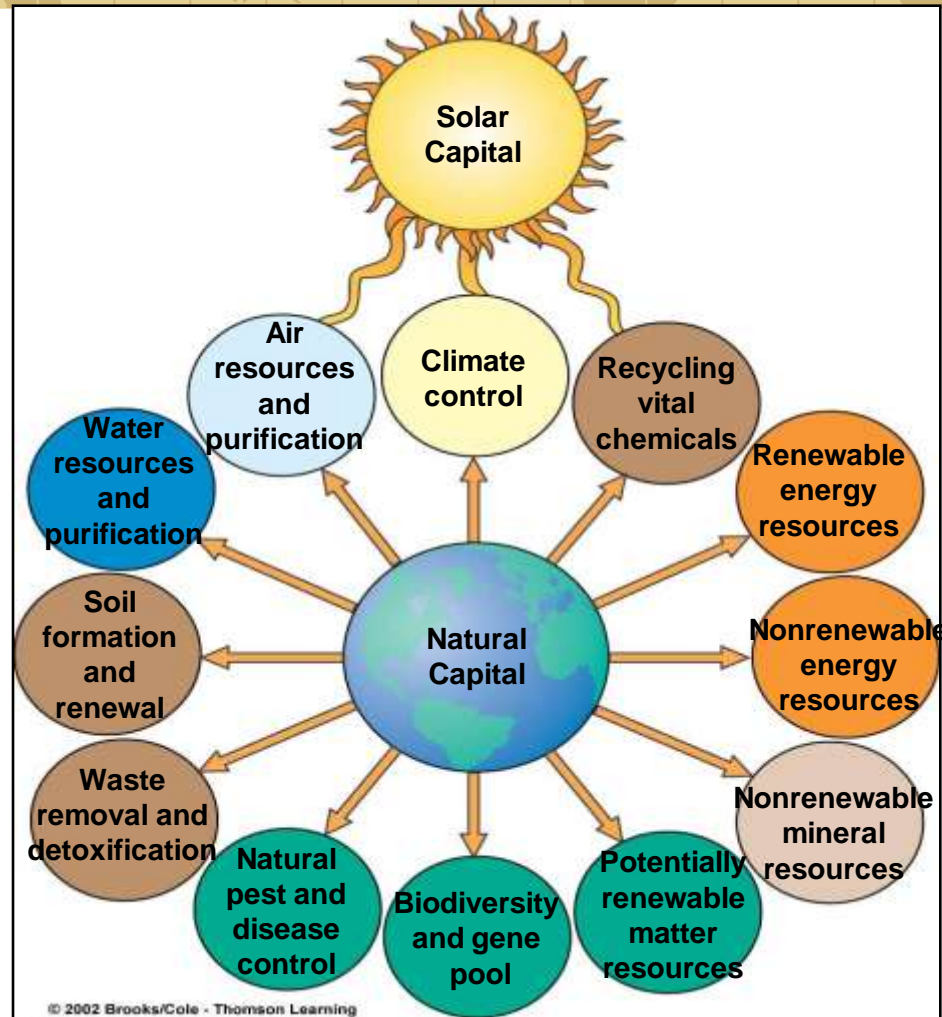 Solar
Capital
Air
resources
and
purification
Climate
control
Recycling
vital
chemicals
Water
resources
and
purification
Renewable
energy
resources
Soil
formation
and
renewal
Natural
Capital
Nonrenewable
energy
resources
Waste
removal and
detoxification
Nonrenewable
mineral
resources
Natural
pest and
disease
control
Biodiversity
and gene
pool
Potentially
renewable
matter
resources
© 2002 Brooks/Cole - Thomson Learning